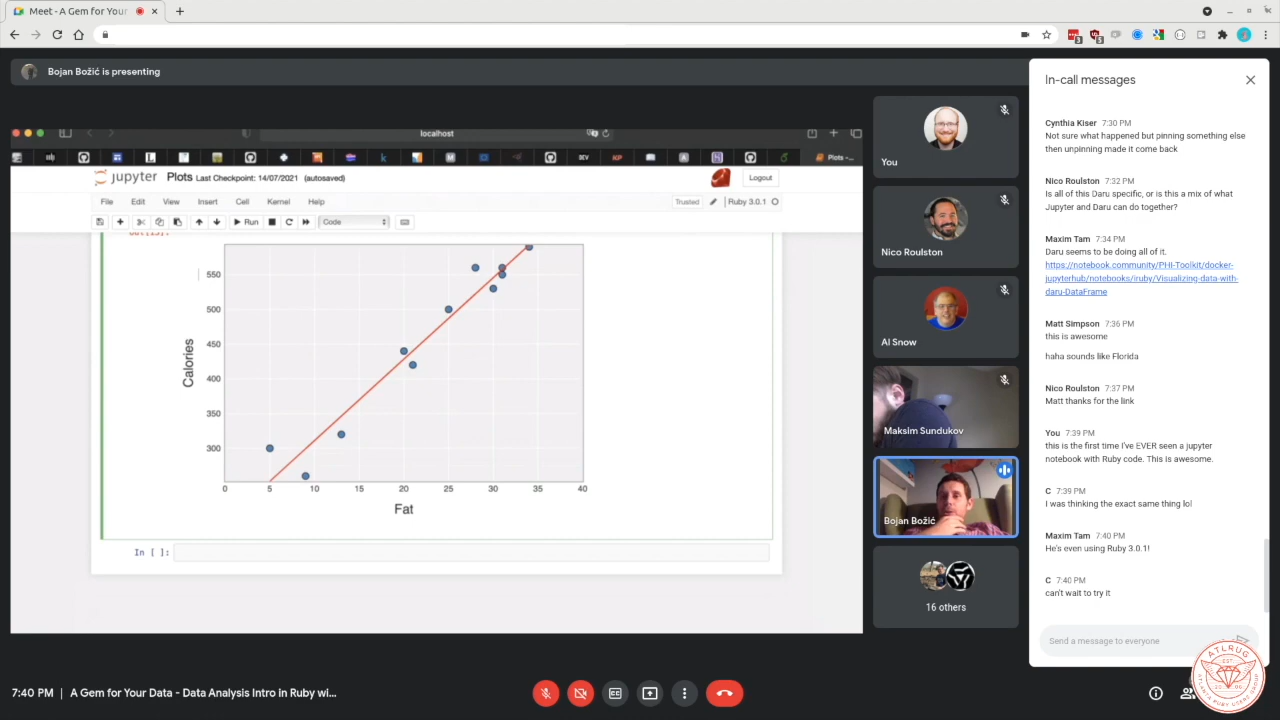 Meet - A Gem for Your
Bojan Božić is presenting
localhost
Plots -...
jupyter Plots Last Checkpoint: 14/07/2021 (autosaved)
Logout
File Edit View Insert Cell Kernel Help
Trusted
Ruby 3.0.1
Run
Code
550
500
450
400
350
300
Calories
0 5 10 15 20 25 30 35 40
Fat
In [ ]:
You
Nico Roulston
Al Snow
Maksim Sundukov
Bojan Božić
16 others
In-call messages
Cynthia Kiser 7:30 PM
Not sure what happened but pinning something else
then unpinning made it come back
Nico Roulston 7:32 PM
Is all of this Daru specific, or is this a mix of what
Jupyter and Daru can do together?
Maxim Tam 7:34 PM
Daru seems to be doing all of it.
https://notebook.community/PHI-Toolkit/docker-
jupyterhub/notebooks/iruby/Visualizing-data-with-
daru-DataFrame
Matt Simpson 7:36 PM
this is awesome
haha sounds like Florida
Nico Roulston 7:37 PM
Matt thanks for the link
You 7:39 PM
this is the first time I've EVER seen a jupyter
notebook with Ruby code. This is awesome.
C 7:39 PM
I was thinking the exact same thing lol
Maxim Tam 7:40 PM
He's even using Ruby 3.0.1!
C 7:40 PM
can't wait to try it
Send a message to everyone
7:40 PM | A Gem for Your Data - Data Analysis Intro in Ruby wi...
ATLRUG
EST.
ATLANTA RUBY USERS GROUP